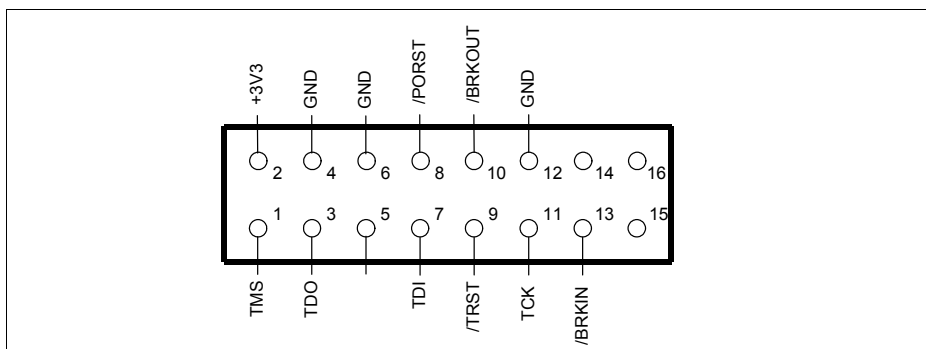 +3V3
GND
GND
/PORST
/BRKOUT
GND
2
4
6
8
10
12
14
16
1
3
5
7
9
11
13
15
TMS
TDO
TDI
/TRST
TCK
/BRKIN